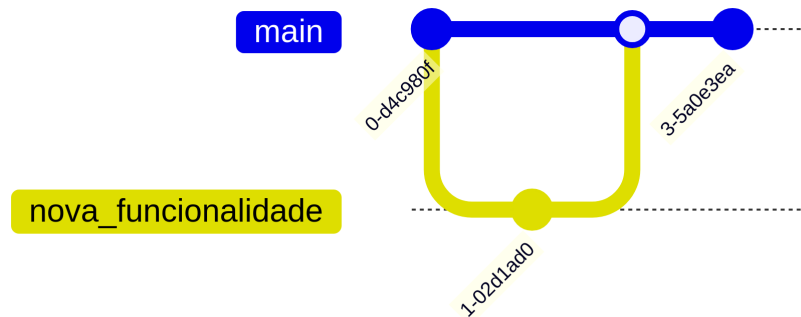 main
0-d4c980f
3-5a0e3ea
nova_funcionalidade
1-02d1ad0